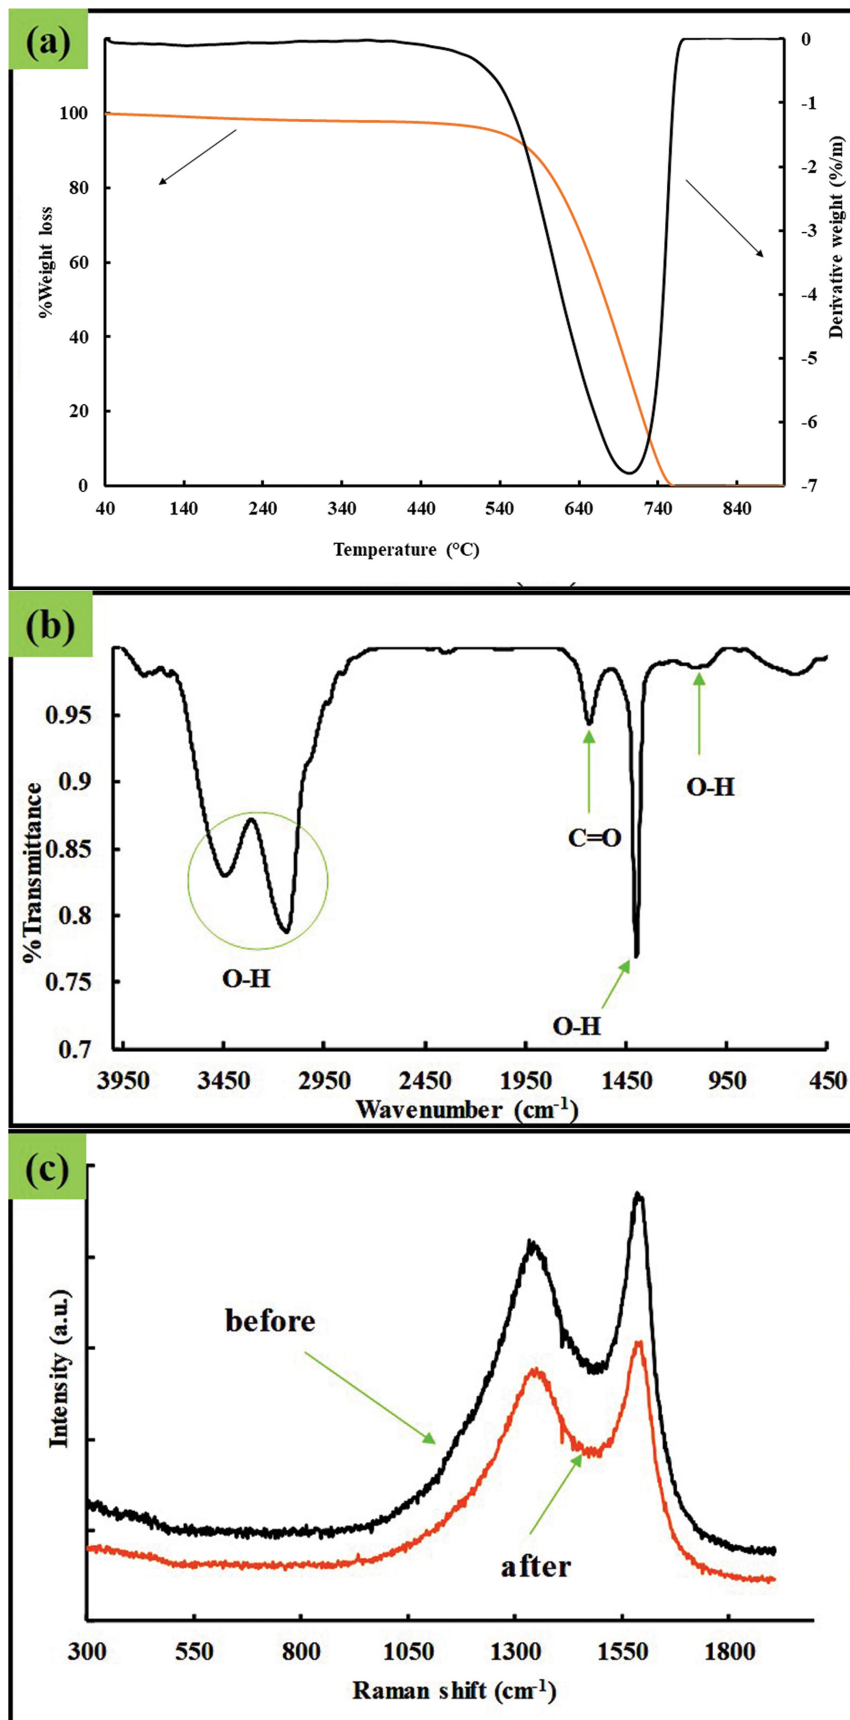 (a)
0
-1
-2
-3
-4
-5
-6
-7
Derivative weight (%/m)
100
80
60
40
20
0
%Weight loss
40 140 240 340 440 540 640 740 840
Temperature (°C)
(b)
0.95
0.9
0.85
0.8
0.75
0.7
%Transmittance
O-H
C=O
O-H
O-H
3950 3450 2950 2450 1950 1450 950 450
Wavenumber (cm-1)
(c)
before
after
Intensity (a.u.)
300 550 800 1050 1300 1550 1800
Raman shift (cm-1)